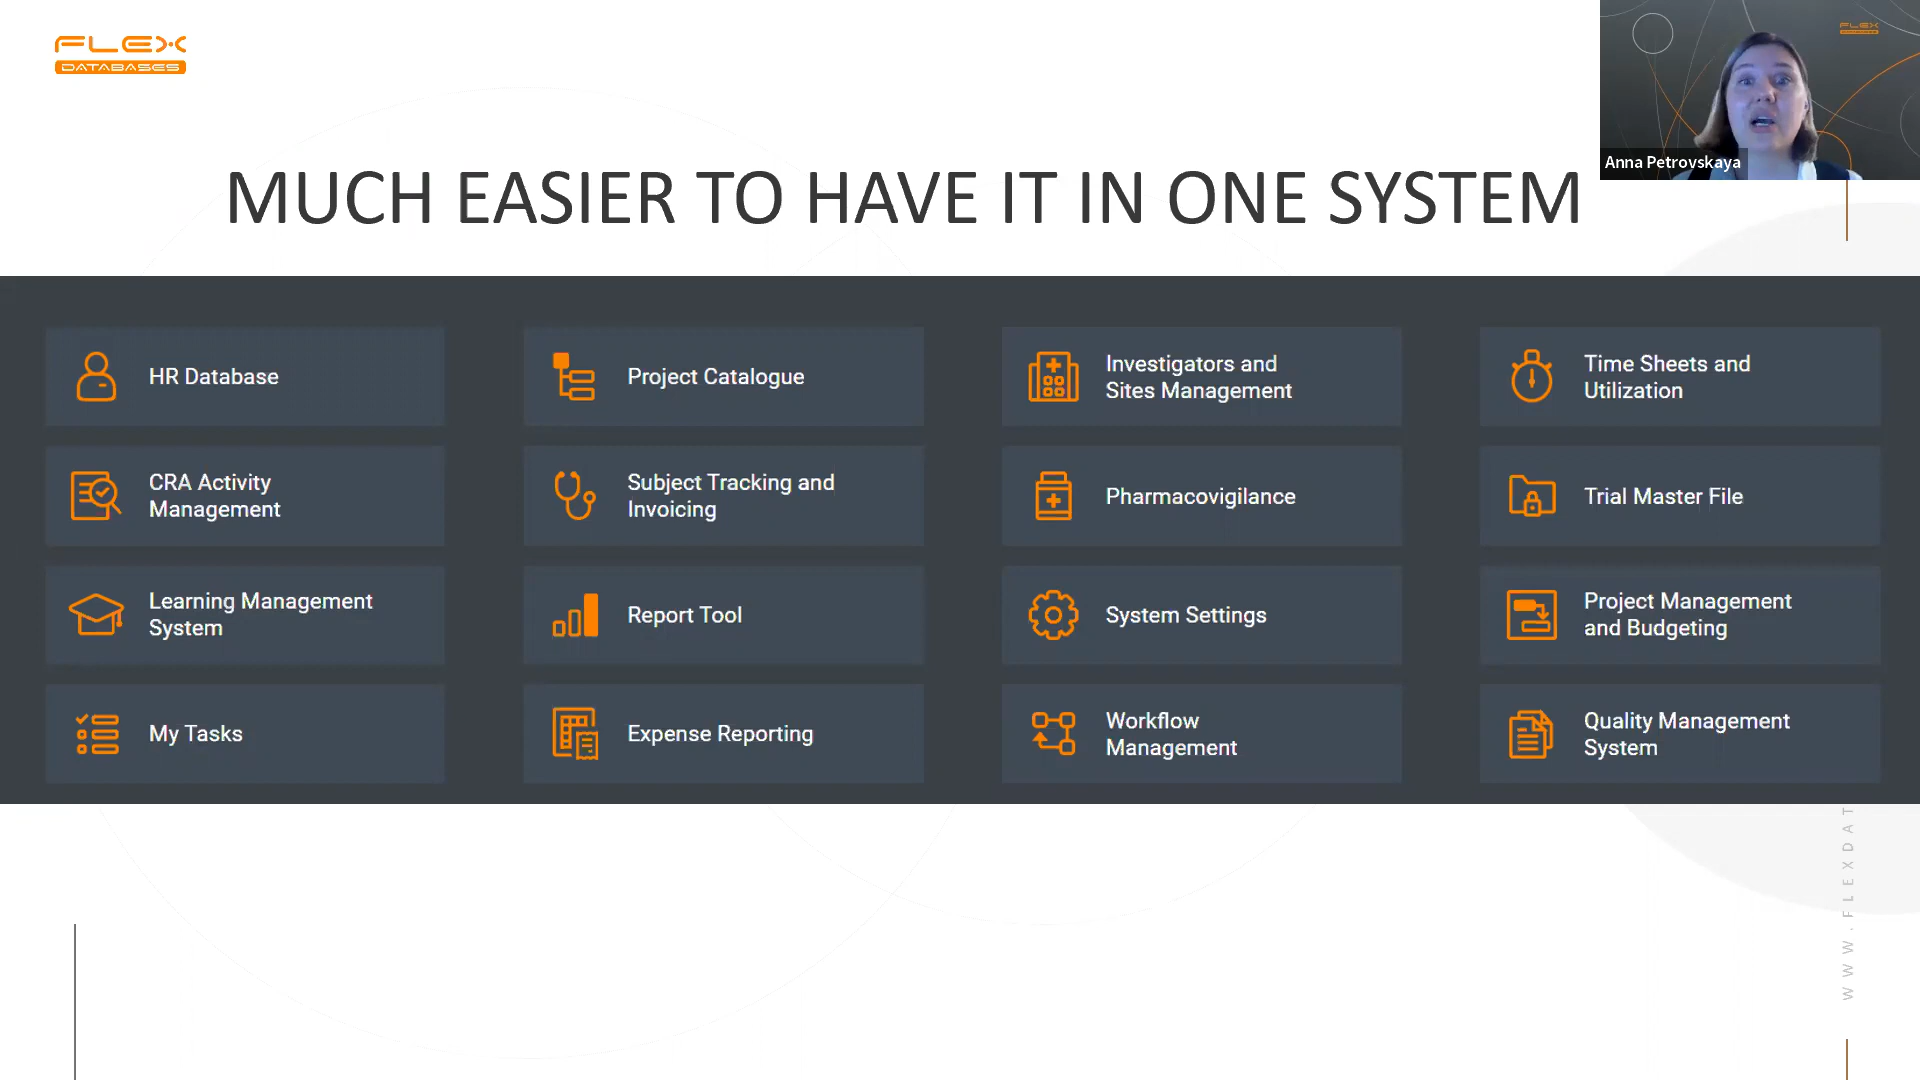 FLEX
DATABASES
FLEX
Anna Petrovskaya
MUCH EASIER TO HAVE IT IN ONE SYSTEM
HR Database
Project Catalogue
Investigators and
Sites Management
Time Sheets and
Utilization
CRA Activity
Management
Subject Tracking and
Invoicing
Pharmacovigilance
Trial Master File
Learning Management
System
Report Tool
System Settings
Project Management
and Budgeting
My Tasks
Expense Reporting
Workflow
Management
Quality Management
System
WWW.FLEXDAT